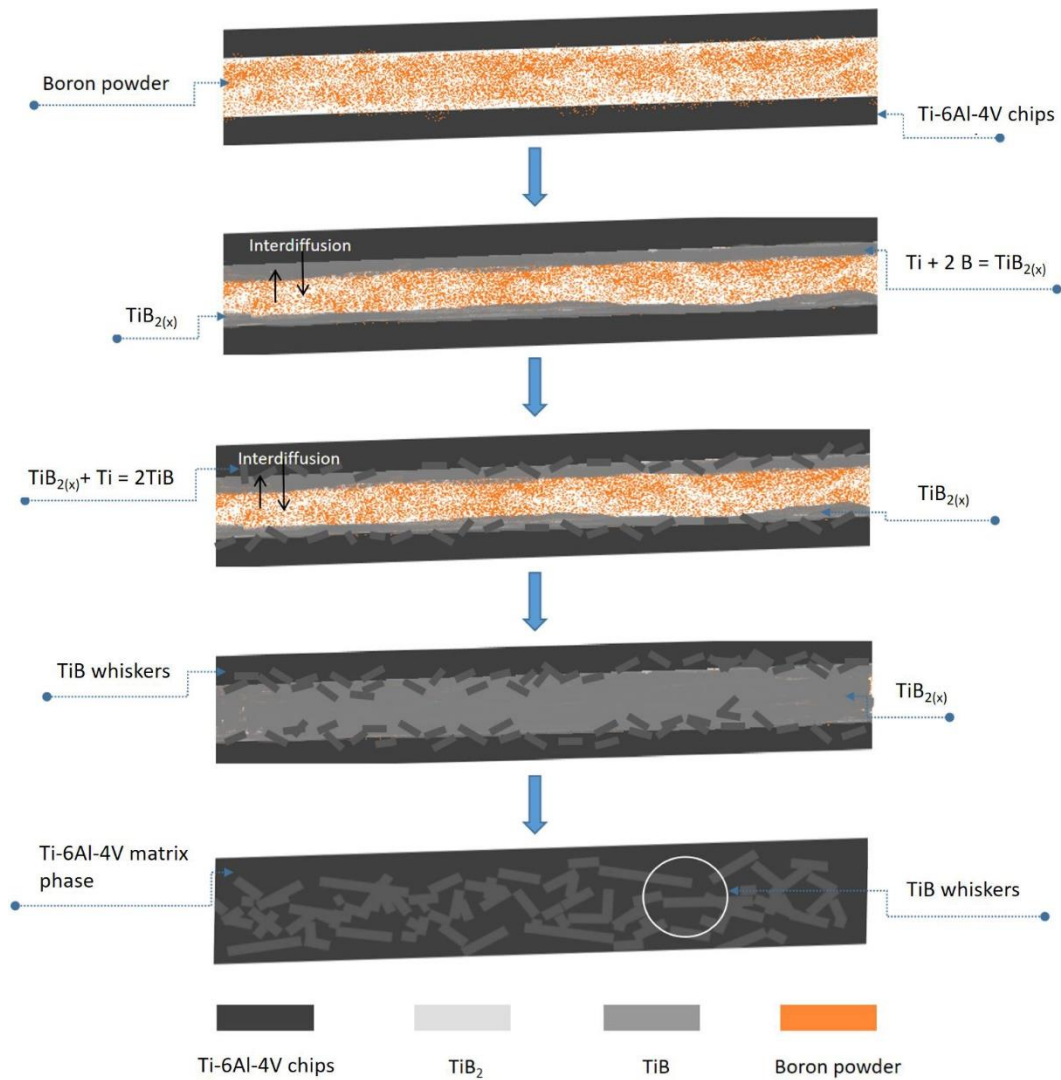 Boron powder
Ti-6Al-4V chips
Interdiffusion
Ti + 2 B = TiB2(x)
TiB2(x)
Interdiffusion
TiB2(x)+ Ti = 2TiB
TiB2(x)
TiB whiskers
TiB2(x)
Ti-6Al-4V matrix
phase
TiB whiskers
Ti-6Al-4V chips
TiB2
TiB
Boron powder